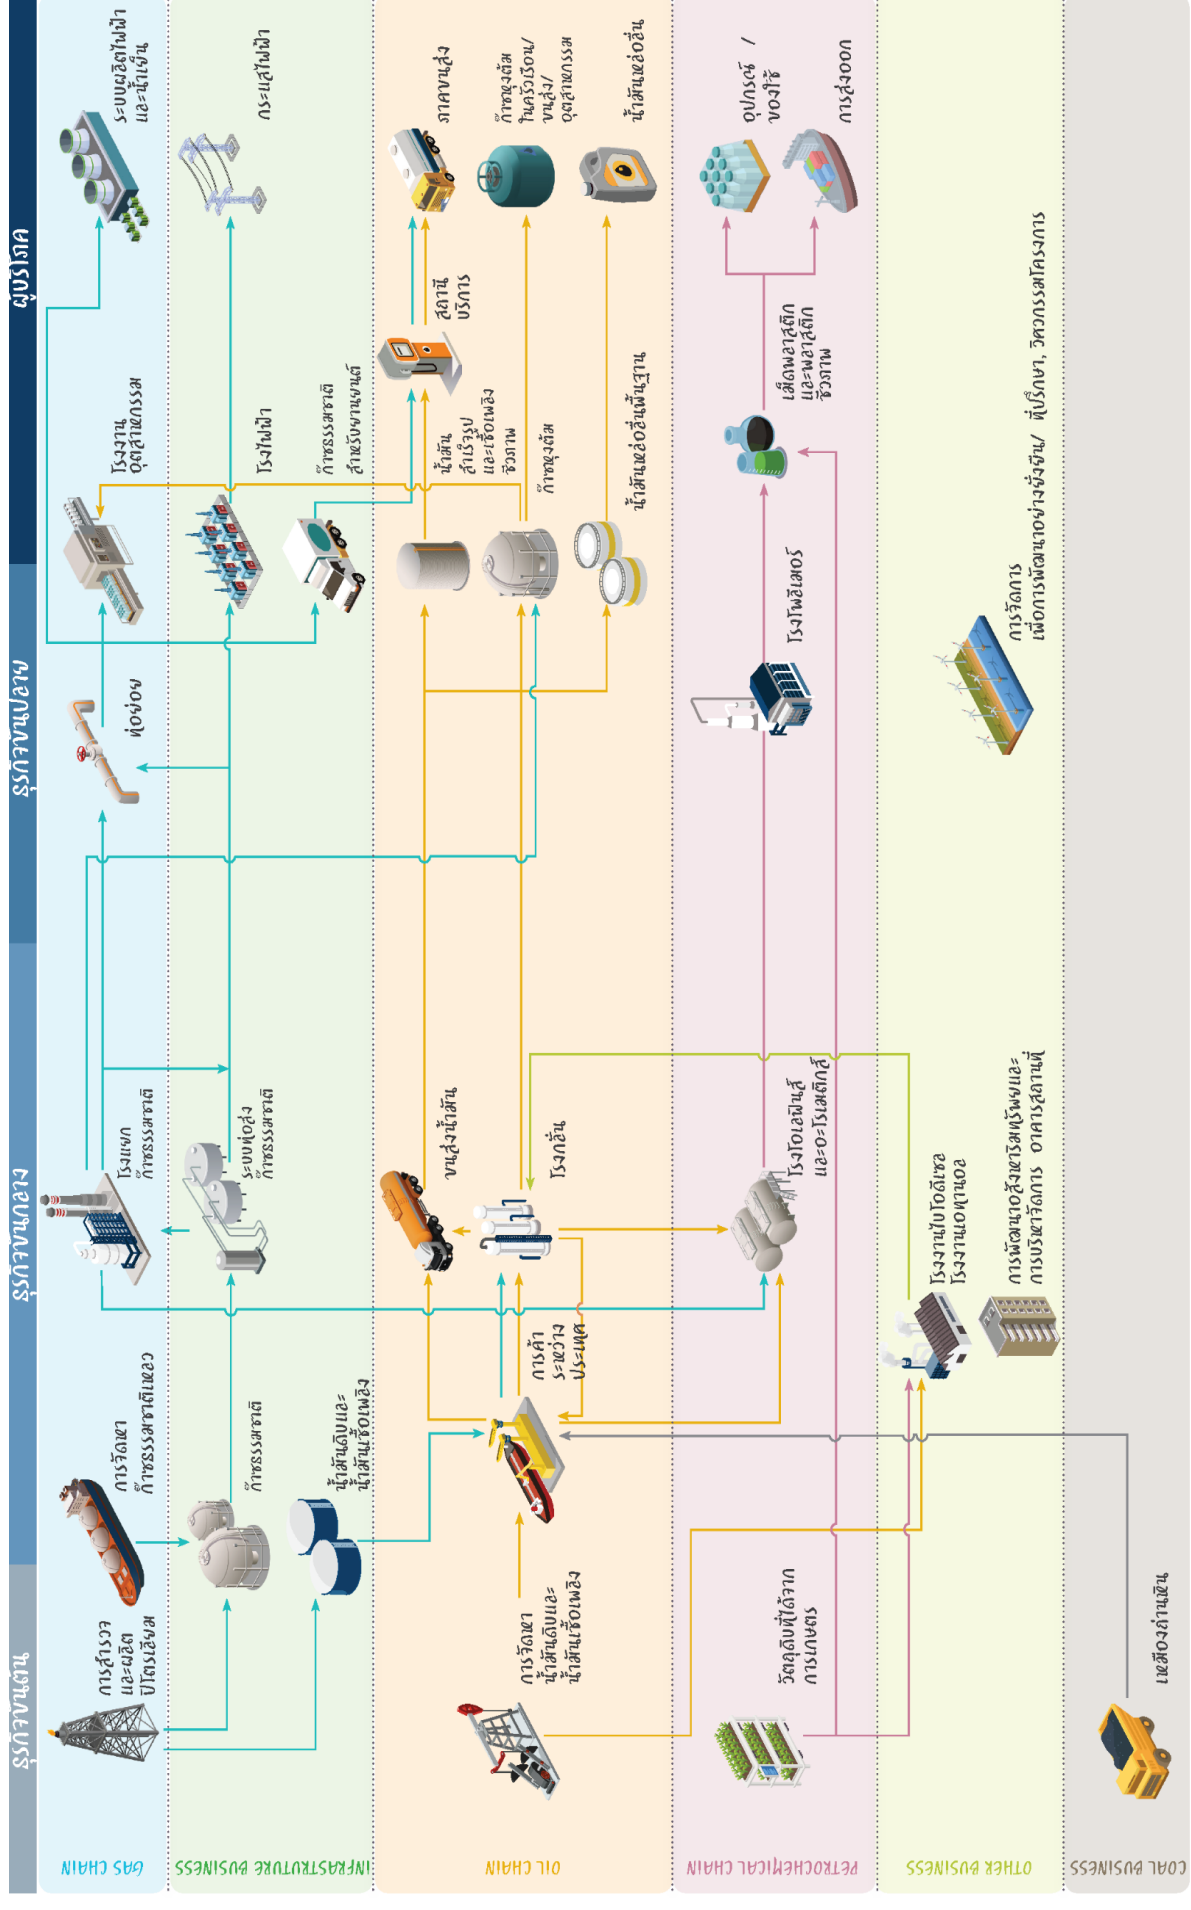 ธุรกิจขั้นต้น
ธุรกิจขั้นกลาง
ธุรกิจขั้นปลาย
ผู้บริโภค
GAS CHAIN
การสำรวจ
และผลิต
ปิโตรเลียม
การจัดหา
ก๊าซธรรมชาติเหลว
โรงแยก
ก๊าซธรรมชาติ
ท่อย่อย
โรงงาน
อุตสาหกรรม
ระบบผลิตไฟฟ้า
และน้ำเย็น
INFRASTRUTURE BUSINESS
ก๊าซธรรมชาติ
น้ำมันดิบและ
น้ำมันเชื้อเพลิง
ระบบท่อส่ง
ก๊าซธรรมชาติ
โรงไฟฟ้า
ก๊าซธรรมชาติ
สำหรับยานยนต์
กระแสไฟฟ้า
OIL CHAIN
การจัดหา
น้ำมันดิบและ
น้ำมันเชื้อเพลิง
การค้า
ระหว่าง
ประเทศ
ขนส่งน้ำมัน
โรงกลั่น
น้ำมัน
สำเร็จรูป
และเชื้อเพลิง
ชีวภาพ
ก๊าซหุงต้ม
น้ำมันหล่อลื่นพื้นฐาน
สถานี
บริการ
ภาคขนส่ง
ก๊าซหุงต้ม
ในครัวเรือน/
ขนส่ง/
อุตสาหกรรม
น้ำมันหล่อลื่น
PETROCHEMICAL CHAIN
วัตถุดิบที่ได้จาก
การเกษตร
โรงโอเลฟินส์
และอะโรเมติกส์
โรงโพลิเมอร์
เม็ดพลาสติก
และพลาสติก
ชีวภาพ
อุปกรณ์ /
ของใช้
การส่งออก
OTHER BUSINESS
โรงงานไบโอดีเซล
โรงงานเอทานอล
การพัฒนาอสังหาริมทรัพย์และ
การบริหารจัดการ อาคารสถานที่
การจัดการ
เพื่อการพัฒนาอย่างยั่งยืน/ ที่ปรึกษา, วิศวกรรมโครงการ
COAL BUSINESS
เหมืองถ่านหิน